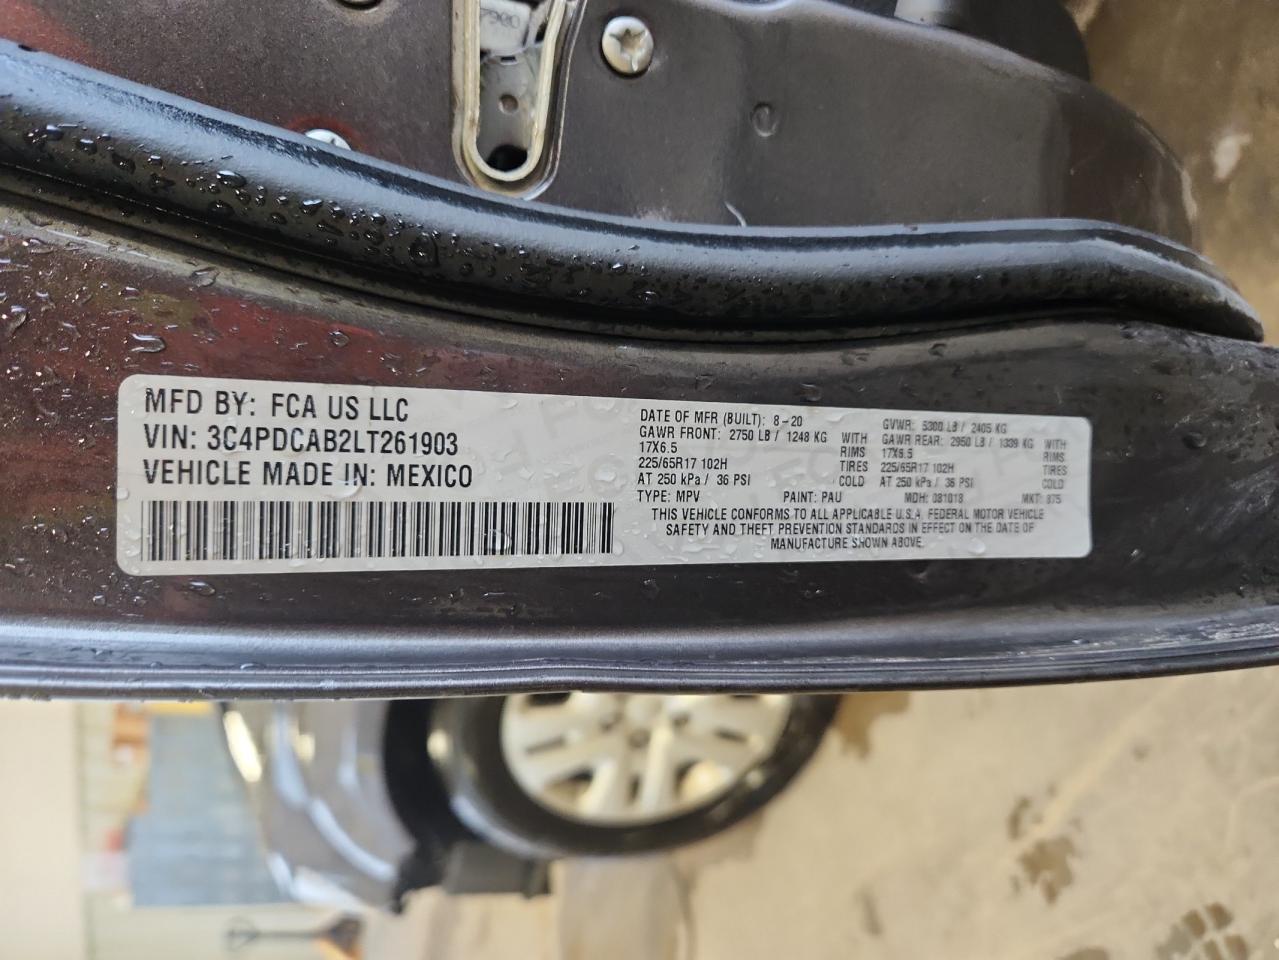 MFD BY: FCA US LLC
VIN: 3C4PDCAB2LT261903
VEHICLE MADE IN: MEXICO
DATE OF MFR (BUILT): 8-20 GVWR: 5300 LB / 2405 KG
GAWR FRONT: 2750 LB / 1248 KG WITH GAWR REAR: 2950 LB / 1339 KG WITH
17X6.5 RIMS 17X6.5 RIMS
225/65R17 102H TIRES 225/65R17 102H TIRES
AT 250 kPa / 36 PSI COLD AT 250 kPa / 36 PSI COLD
TYPE: MPV PAINT: PAU MDH: 081018 MKT: 875
THIS VEHICLE CONFORMS TO ALL APPLICABLE U.S.A. FEDERAL MOTOR VEHICLE
SAFETY AND THEFT PREVENTION STANDARDS IN EFFECT ON THE DATE OF
MANUFACTURE SHOWN ABOVE